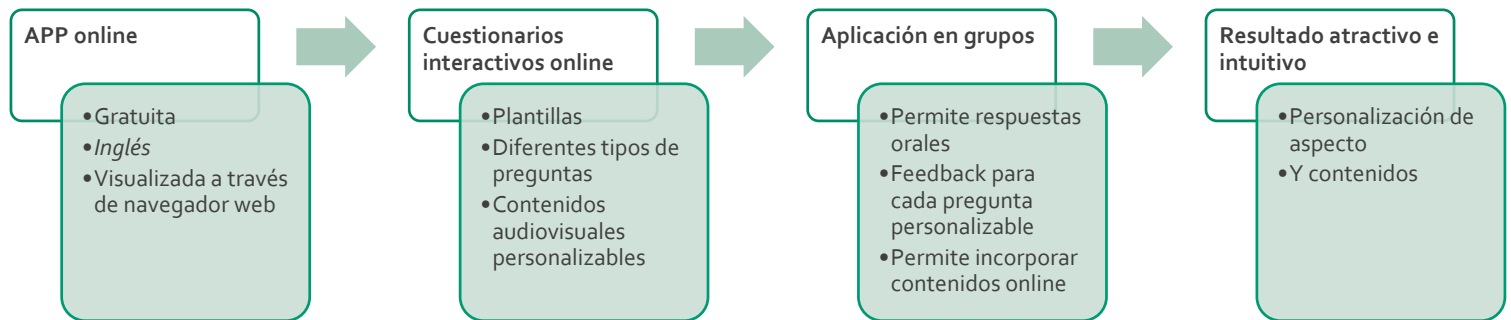 APP online
•Gratuita
•Inglés
•Visualizada a través
de navegador web
Cuestionarios
interactivos online
•Plantillas
•Diferentes tipos de
preguntas
•Contenidos
audiovisuales
personalizables
Aplicación en grupos
•Permite respuestas
orales
•Feedback para
cada pregunta
personalizable
•Permite incorporar
contenidos online
Resultado atractivo e
intuitivo
•Personalización de
aspecto
•Y contenidos